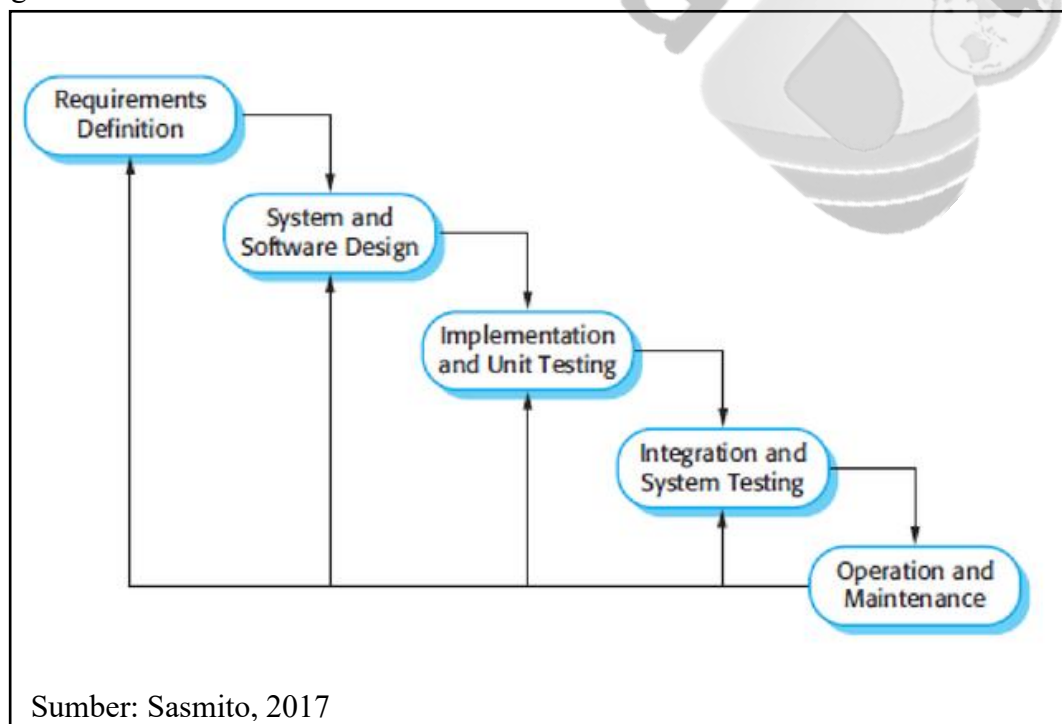 Requirements
Definition
System and
Software Design
Implementation
and Unit Testing
Integration and
System Testing
Operation and
Maintenance
Sumber: Sasmito, 2017